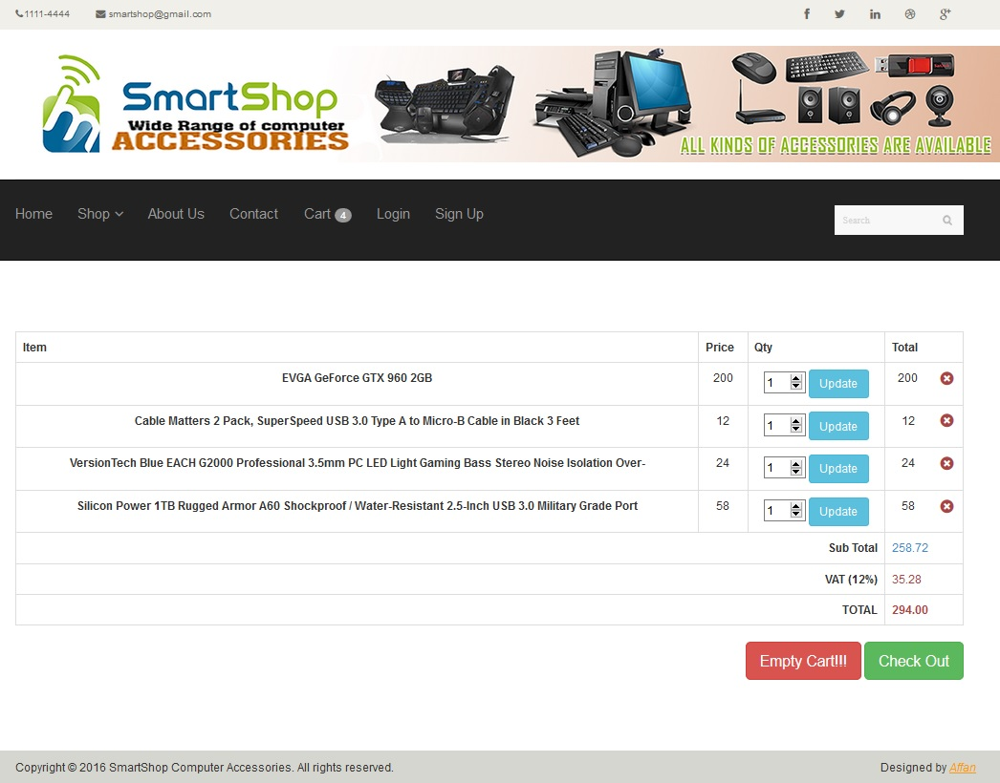 1111-4444 smartshop@gmail.com
SmartShop
Wide Range of computer
ACCESSORIES
ALL KINDS OF ACCESSORIES ARE AVAILABLE
Home Shop About Us Contact Cart 4 Login Sign Up Search
Item Price Qty Total
EVGA GeForce GTX 960 2GB 200 1 Update 200
Cable Matters 2 Pack, SuperSpeed USB 3.0 Type A to Micro-B Cable in Black 3 Feet 12 1 Update 12
VersionTech Blue EACH G2000 Professional 3.5mm PC LED Light Gaming Bass Stereo Noise Isolation Over- 24 1 Update 24
Silicon Power 1TB Rugged Armor A60 Shockproof / Water-Resistant 2.5-Inch USB 3.0 Military Grade Port 58 1 Update 58
Sub Total 258.72
VAT (12%) 35.28
TOTAL 294.00
Empty Cart!!! Check Out
Copyright © 2016 SmartShop Computer Accessories. All rights reserved. Designed by Affan